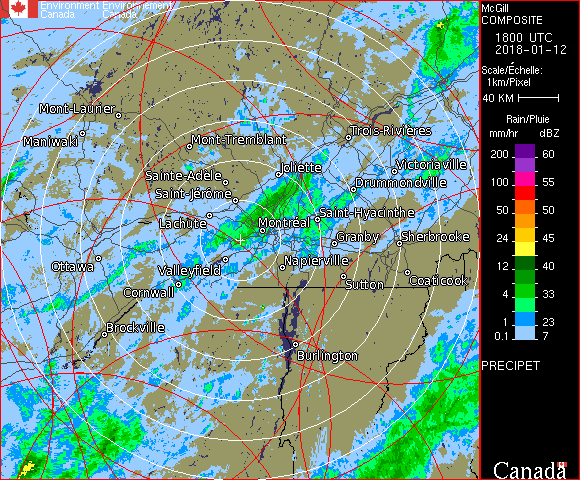 Environment Environnement
Canada Canada
McGill
COMPOSITE
1800 UTC
2018-01-12
Scale/Échelle:
1km/Pixel
40 KM
Rain/Pluie
mm/hr dBZ
200 60
100 55
50 50
24 45
12 40
4 33
1 23
0.1 7
PRECIPET
Canada
Mont-Laurier
Maniwaki
Mont-Tremblant
Trois-Rivières
Joliette
Victoriaville
Sainte-Adèle
Drummondville
Saint-Jérôme
Lachute
Saint-Hyacinthe
Montréal
Granby
Sherbrooke
Ottawa
Valleyfield
Napierville
Cornwall
Sutton
Coaticook
Brockville
Burlington